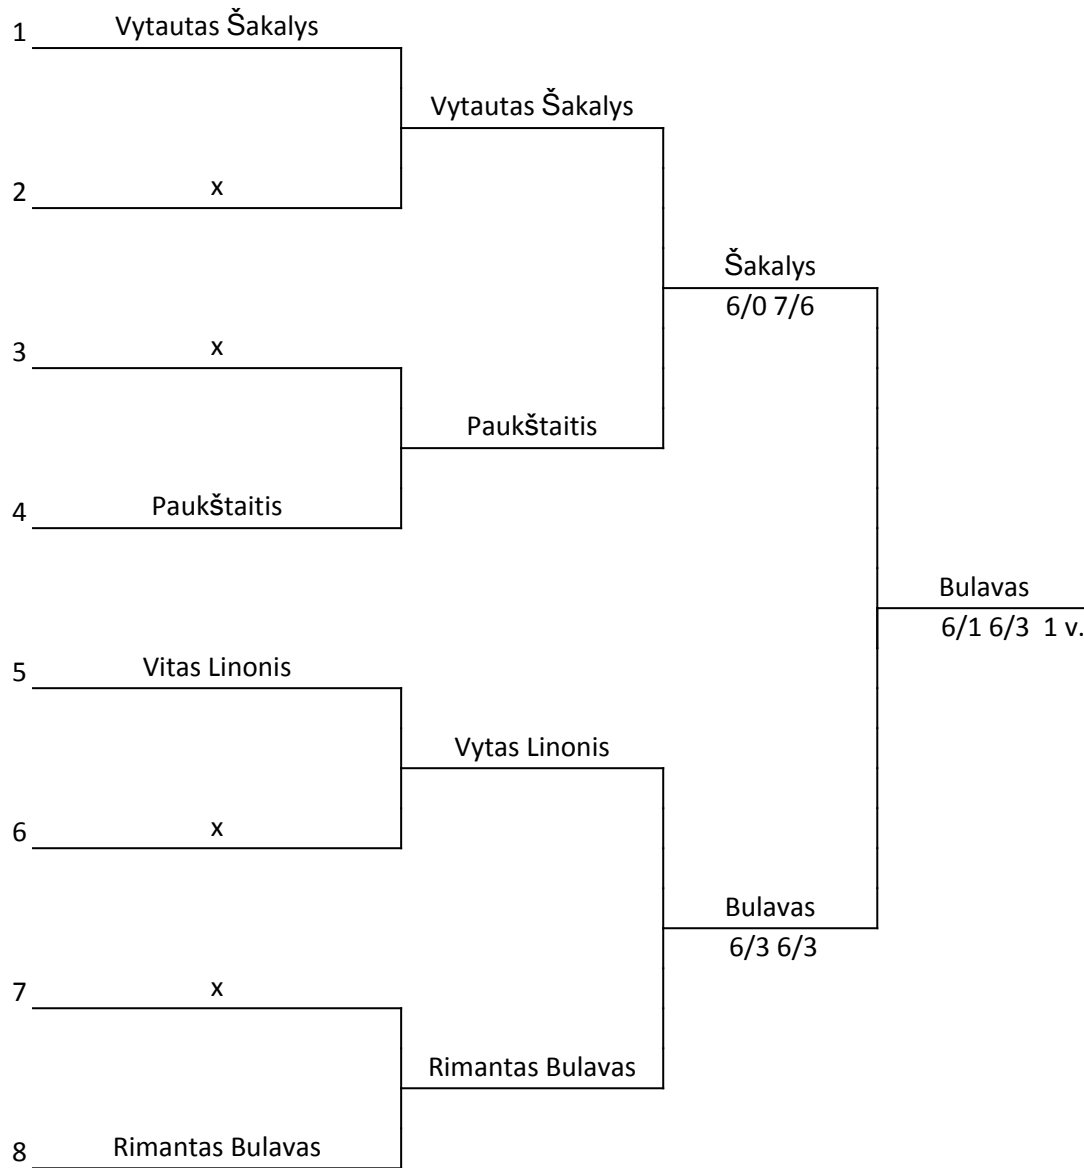 1 Vytautas Šakalys
Vytautas Šakalys
2 x
Šakalys
6/0 7/6
3 x
Paukštaitis
4 Paukštaitis
Bulavas
6/1 6/3 1 v.
5 Vitas Linonis
Vytas Linonis
6 x
Bulavas
6/3 6/3
7 x
Rimantas Bulavas
8 Rimantas Bulavas